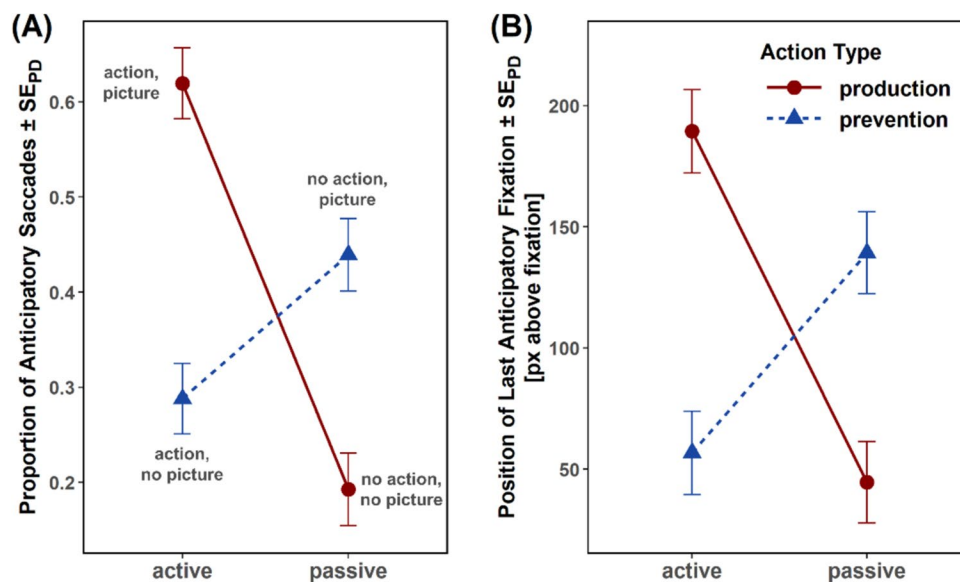 (A)
Proportion of Anticipatory Saccades ± SE_PD
0.6
0.5
0.4
0.3
0.2
action,
picture
no action,
picture
action,
no picture
no action,
no picture
active
passive
(B)
Position of Last Anticipatory Fixation ± SE_PD
[px above fixation]
200
150
100
50
Action Type
production
prevention
active
passive